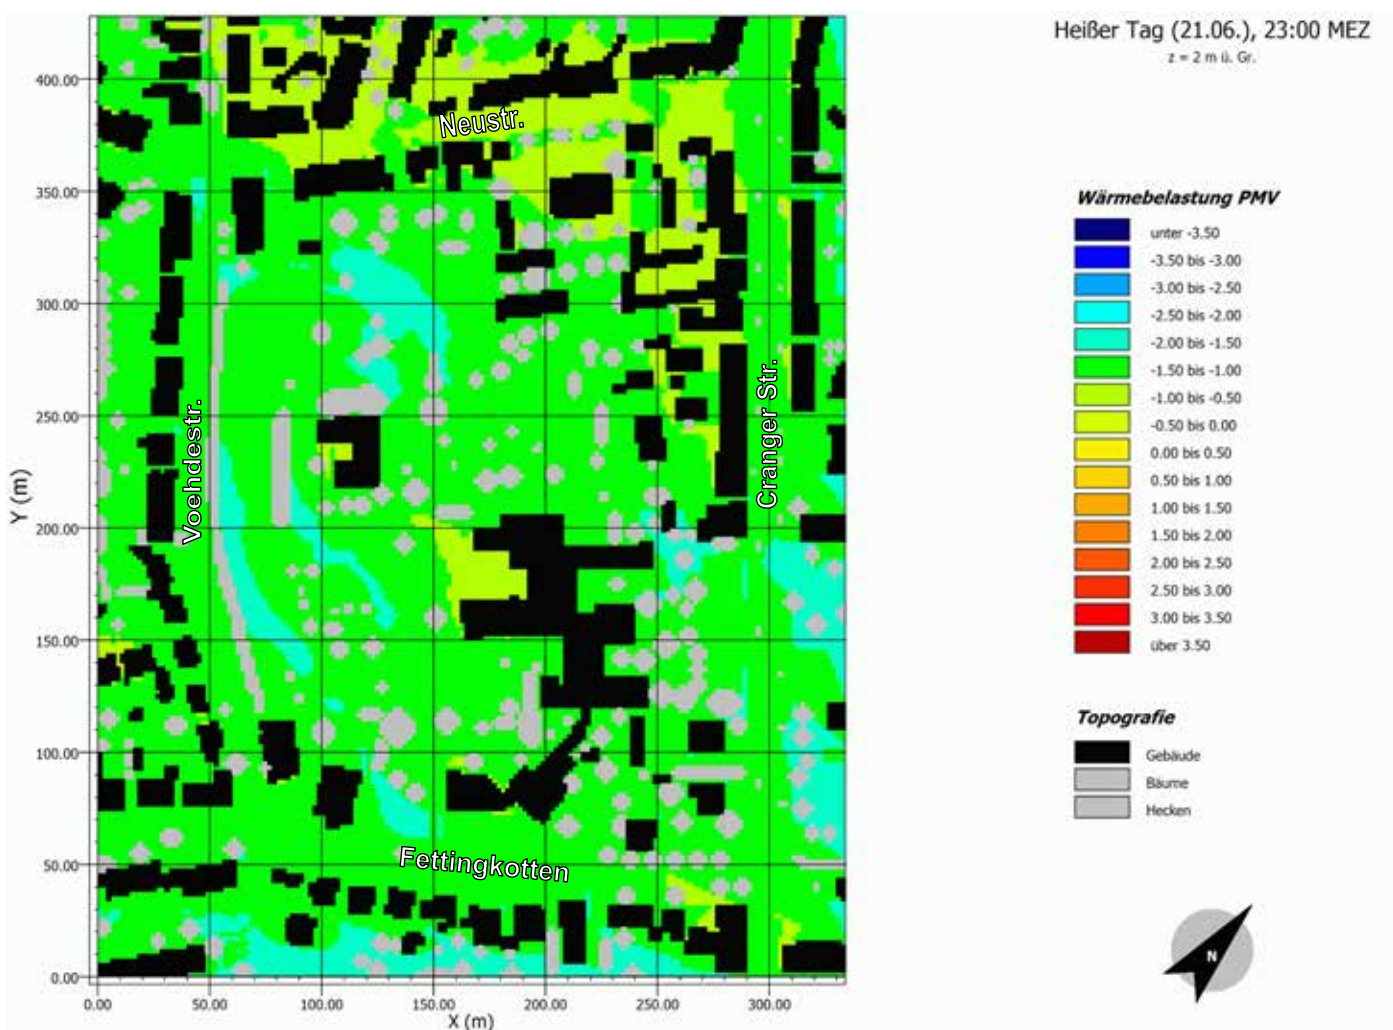 Heißer Tag (21.06.), 23:00 MEZ
z = 2 m ü. Gr.
400.00
350.00
300.00
250.00
200.00
150.00
100.00
50.00
0.00
Y (m)
0.00 50.00 100.00 150.00 200.00 250.00 300.00
X (m)
Neustr.
Voehdestr.
Cranger Str.
Fettingkotten
Wärmebelastung PMV
unter -3.50
-3.50 bis -3.00
-3.00 bis -2.50
-2.50 bis -2.00
-2.00 bis -1.50
-1.50 bis -1.00
-1.00 bis -0.50
-0.50 bis 0.00
0.00 bis 0.50
0.50 bis 1.00
1.00 bis 1.50
1.50 bis 2.00
2.00 bis 2.50
2.50 bis 3.00
3.00 bis 3.50
über 3.50
Topografie
Gebäude
Bäume
Hecken
N